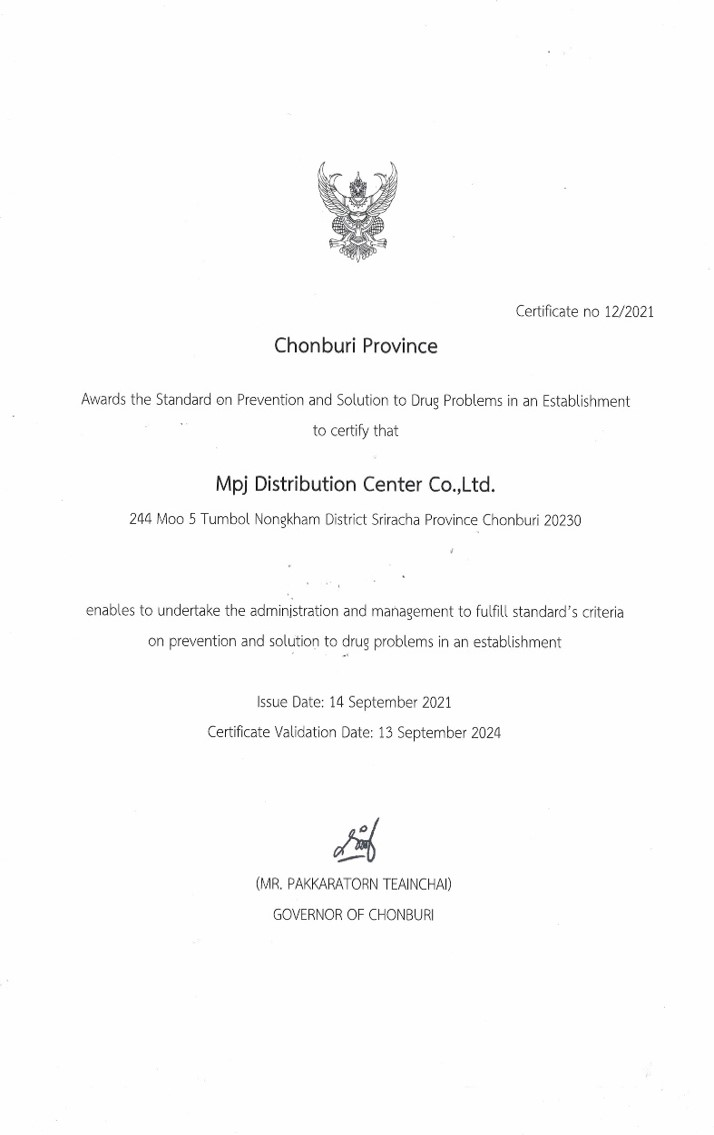 Certificate no 12/2021
Chonburi Province
Awards the Standard on Prevention and Solution to Drug Problems in an Establishment
to certify that
Mpj Distribution Center Co.,Ltd.
244 Moo 5 Tumbol Nongkham District Sriracha Province Chonburi 20230
enables to undertake the administration and management to fulfill standard's criteria
on prevention and solution to drug problems in an establishment
Issue Date: 14 September 2021
Certificate Validation Date: 13 September 2024
(MR. PAKKARATORN TEAINCHAI)
GOVERNOR OF CHONBURI